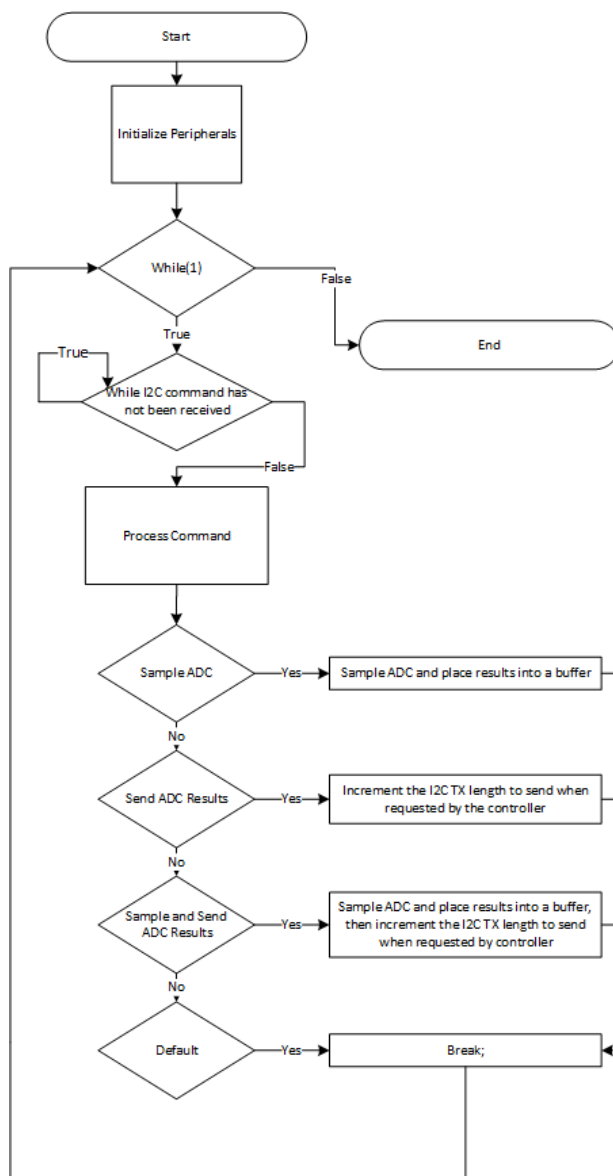 Start
Initialize Peripherals
While(1)
False
True
End
True
While I2C command has
not been received
False
Process Command
Sample ADC
Yes
Sample ADC and place results into a buffer
No
Send ADC Results
Yes
Increment the I2C TX length to send when
requested by the controller
No
Sample and Send
ADC Results
Yes
Sample ADC and place results into a buffer,
then increment the I2C TX length to send
when requested by controller
No
Default
Yes
Break;